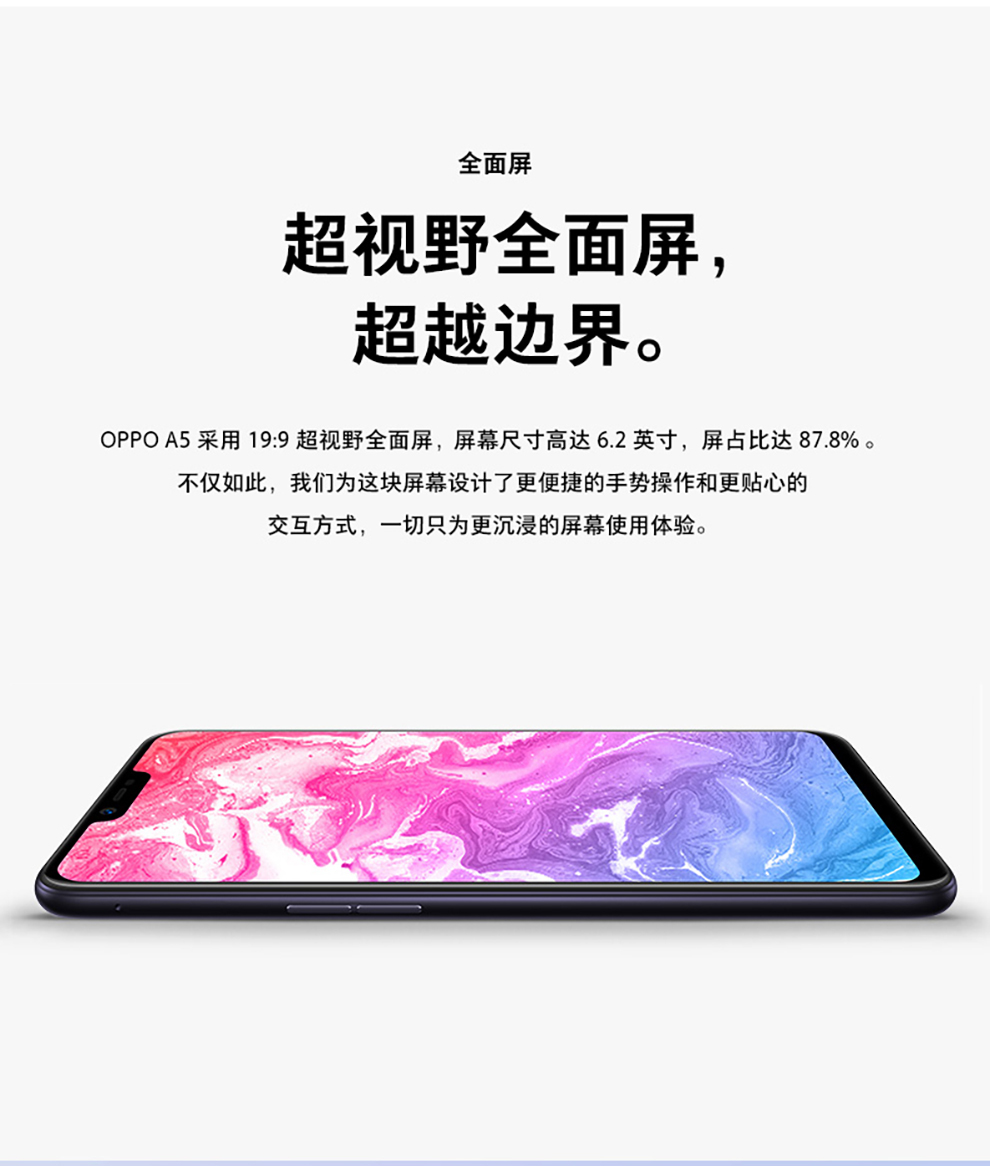 全面屏
超视野全面屏，
超越边界。
OPPO A5 采用 19:9 超视野全面屏，屏幕尺寸高达 6.2 英寸，屏占比达 87.8% 。
不仅如此，我们为这块屏幕设计了更便捷的手势操作和更贴心的
交互方式，一切只为更沉浸的屏幕使用体验。